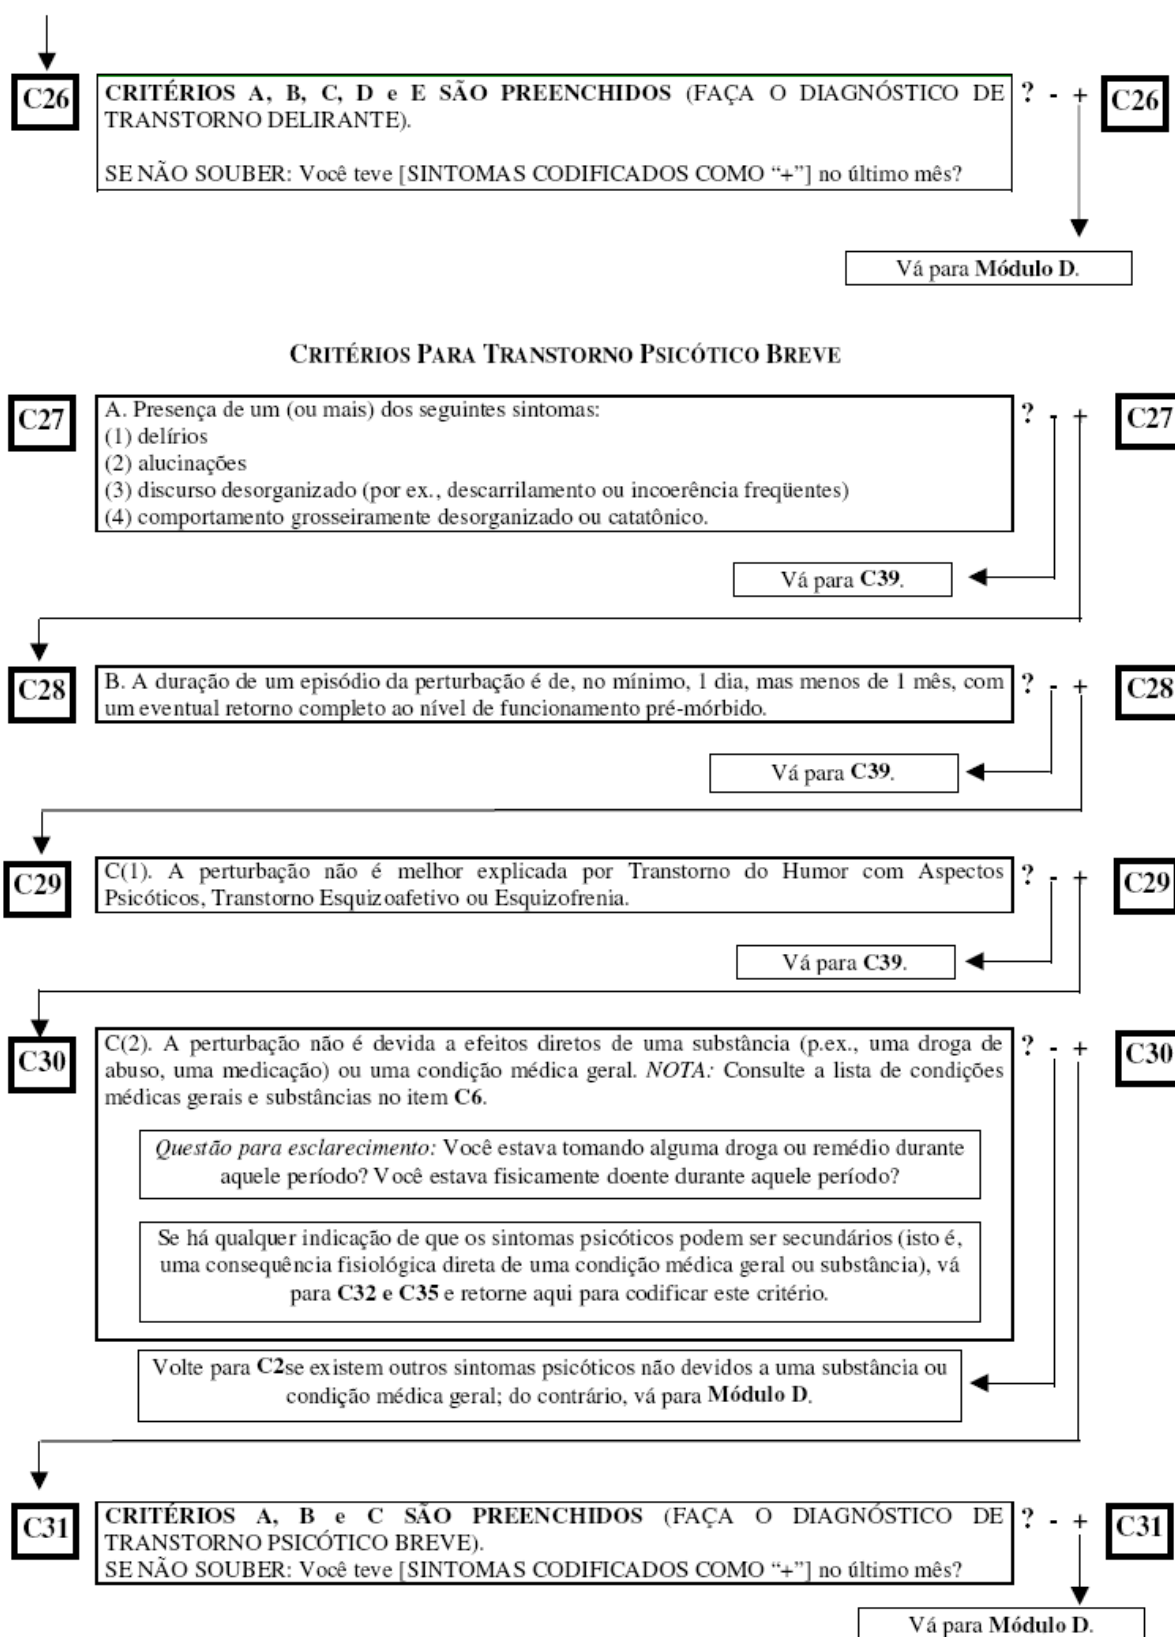 C26 CRITÉRIOS A, B, C, D e E SÃO PREENCHIDOS (FAÇA O DIAGNÓSTICO DE ? - + C26
TRANSTORNO DELIRANTE).
SE NÃO SOUBER: Você teve [SINTOMAS CODIFICADOS COMO “+”] no último mês?
Vá para Módulo D.
CRITÉRIOS PARA TRANSTORNO PSICÓTICO BREVE
C27 A. Presença de um (ou mais) dos seguintes sintomas: ? - + C27
(1) delírios
(2) alucinações
(3) discurso desorganizado (por ex., descarrilamento ou incoerência freqüentes)
(4) comportamento grosseiramente desorganizado ou catatônico.
Vá para C39.
C28 B. A duração de um episódio da perturbação é de, no mínimo, 1 dia, mas menos de 1 mês, com ? - + C28
um eventual retorno completo ao nível de funcionamento pré-mórbido.
Vá para C39.
C29 C(1). A perturbação não é melhor explicada por Transtorno do Humor com Aspectos ? - + C29
Psicóticos, Transtorno Esquizoafetivo ou Esquizofrenia.
Vá para C39.
C30 C(2). A perturbação não é devida a efeitos diretos de uma substância (p.ex., uma droga de ? - + C30
abuso, uma medicação) ou uma condição médica geral. NOTA: Consulte a lista de condições
médicas gerais e substâncias no item C6.
Questão para esclarecimento: Você estava tomando alguma droga ou remédio durante
aquele período? Você estava fisicamente doente durante aquele período?
Se há qualquer indicação de que os sintomas psicóticos podem ser secundários (isto é,
uma consequência fisiológica direta de uma condição médica geral ou substância), vá
para C32 e C35 e retorne aqui para codificar este critério.
Volte para C2se existem outros sintomas psicóticos não devidos a uma substância ou
condição médica geral; do contrário, vá para Módulo D.
C31 CRITÉRIOS A, B e C SÃO PREENCHIDOS (FAÇA O DIAGNÓSTICO DE ? - + C31
TRANSTORNO PSICÓTICO BREVE).
SE NÃO SOUBER: Você teve [SINTOMAS CODIFICADOS COMO “+”] no último mês?
Vá para Módulo D.